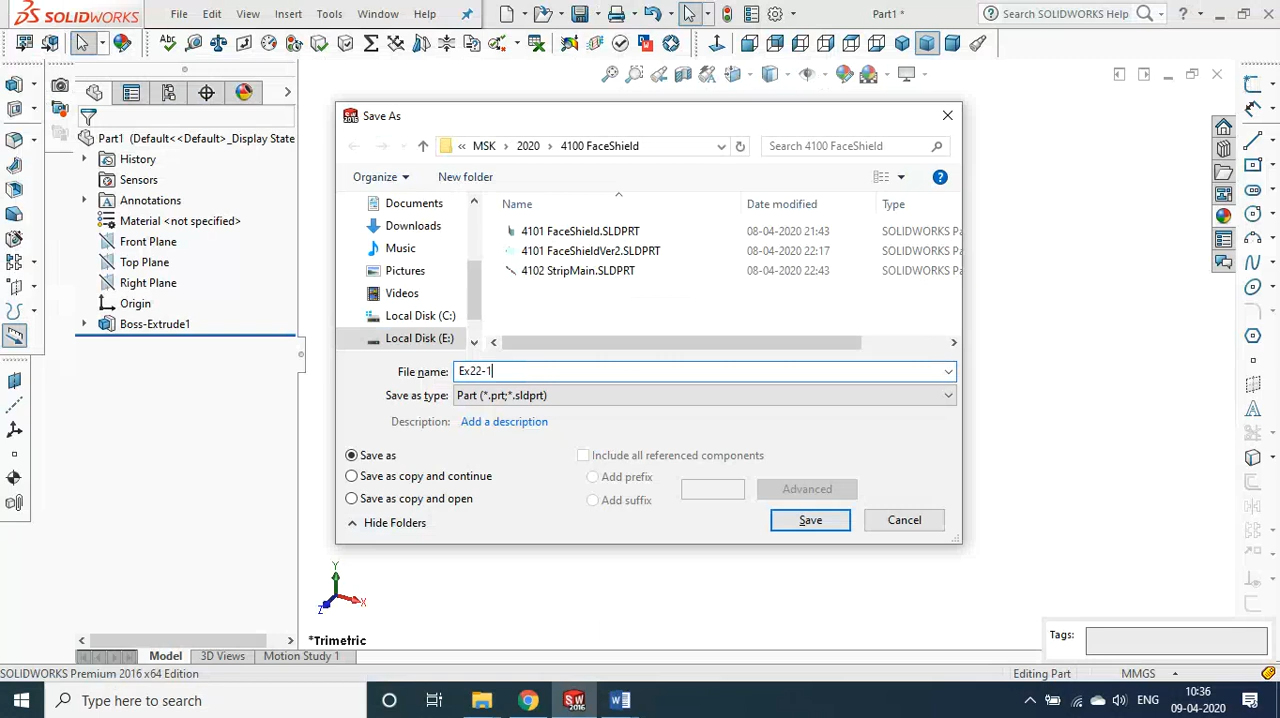 SOLIDWORKS File Edit View Insert Tools Window Help Part1 * Search SOLIDWORKS Help
Part1 (Default<<Default>_Display State
History
Sensors
Annotations
Material <not specified>
Front Plane
Top Plane
Right Plane
Origin
Boss-Extrude1
Save As
« MSK › 2020 › 4100 FaceShield Search 4100 FaceShield
Organize New folder
Name Date modified Type
Documents
Downloads
Music
Pictures
Videos
Local Disk (C:)
Local Disk (E:)
4101 FaceShield.SLDPRT 08-04-2020 21:43 SOLIDWORKS Pa
4101 FaceShieldVer2.SLDPRT 08-04-2020 22:17 SOLIDWORKS Pa
4102 StripMain.SLDPRT 08-04-2020 22:43 SOLIDWORKS Pa
File name: Ex22-1
Save as type: Part (*.prt;*.sldprt)
Description: Add a description
Save as
Save as copy and continue
Save as copy and open
Include all referenced components
Add prefix
Add suffix
Advanced
Hide Folders
Save Cancel
Y
X
Z
*Trimetric
Tags:
Model 3D Views Motion Study 1
SOLIDWORKS Premium 2016 x64 Edition Editing Part MMGS
Type here to search
SW
2016
ENG
10:36
09-04-2020